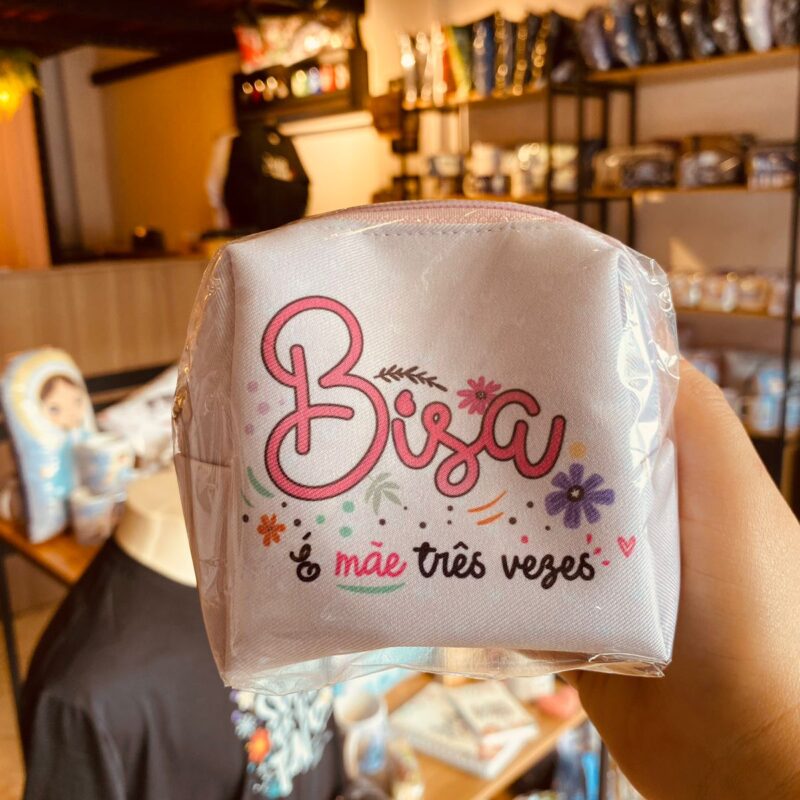 Bisa
é mãe três vezes